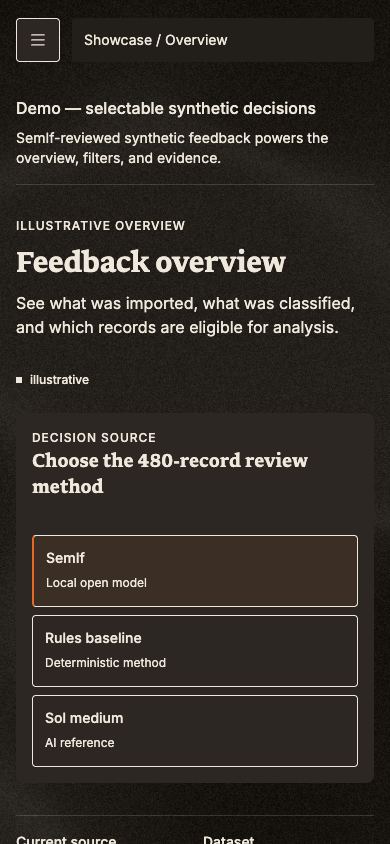 Showcase / Overview
Demo — selectable synthetic decisions
Semlf-reviewed synthetic feedback powers the
overview, filters, and evidence.
ILLUSTRATIVE OVERVIEW
Feedback overview
See what was imported, what was classified,
and which records are eligible for analysis.
illustrative
DECISION SOURCE
Choose the 480-record review
method
Semlf
Local open model
Rules baseline
Deterministic method
Sol medium
AI reference
Current source Dataset